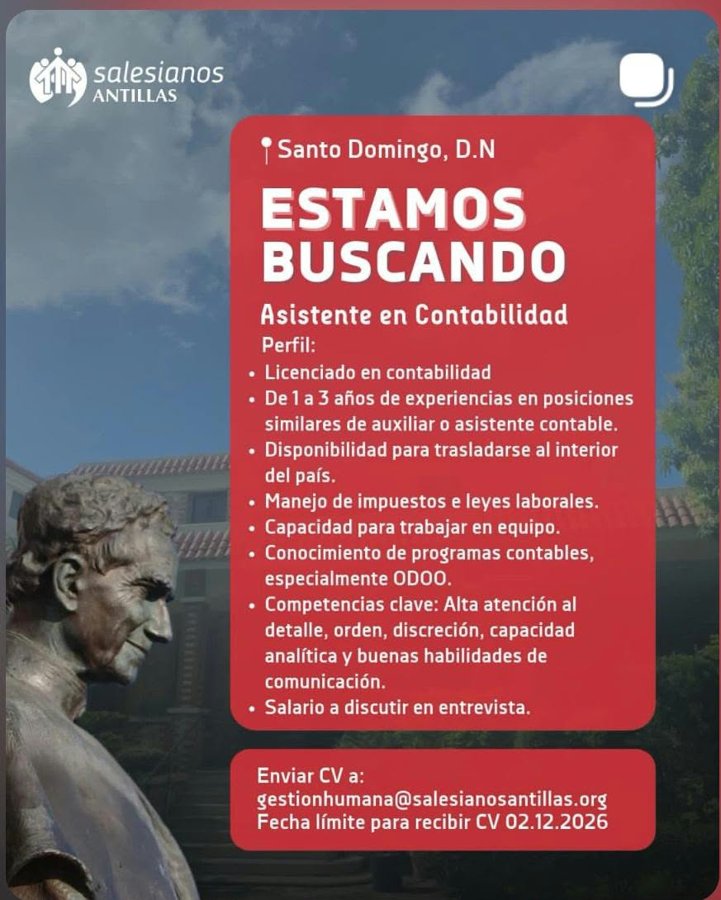 salesianos
ANTILLAS
Santo Domingo, D.N
ESTAMOS
BUSCANDO
Asistente en Contabilidad
Perfil:
• Licenciado en contabilidad
• De 1 a 3 años de experiencias en posiciones
similares de auxiliar o asistente contable.
• Disponibilidad para trasladarse al interior
del país.
• Manejo de impuestos e leyes laborales.
• Capacidad para trabajar en equipo.
• Conocimiento de programas contables,
especialmente ODOO.
• Competencias clave: Alta atención al
detalle, orden, discreción, capacidad
analítica y buenas habilidades de
comunicación.
• Salario a discutir en entrevista.
Enviar CV a:
gestionhumana@salesianosantillas.org
Fecha límite para recibir CV 02.12.2026